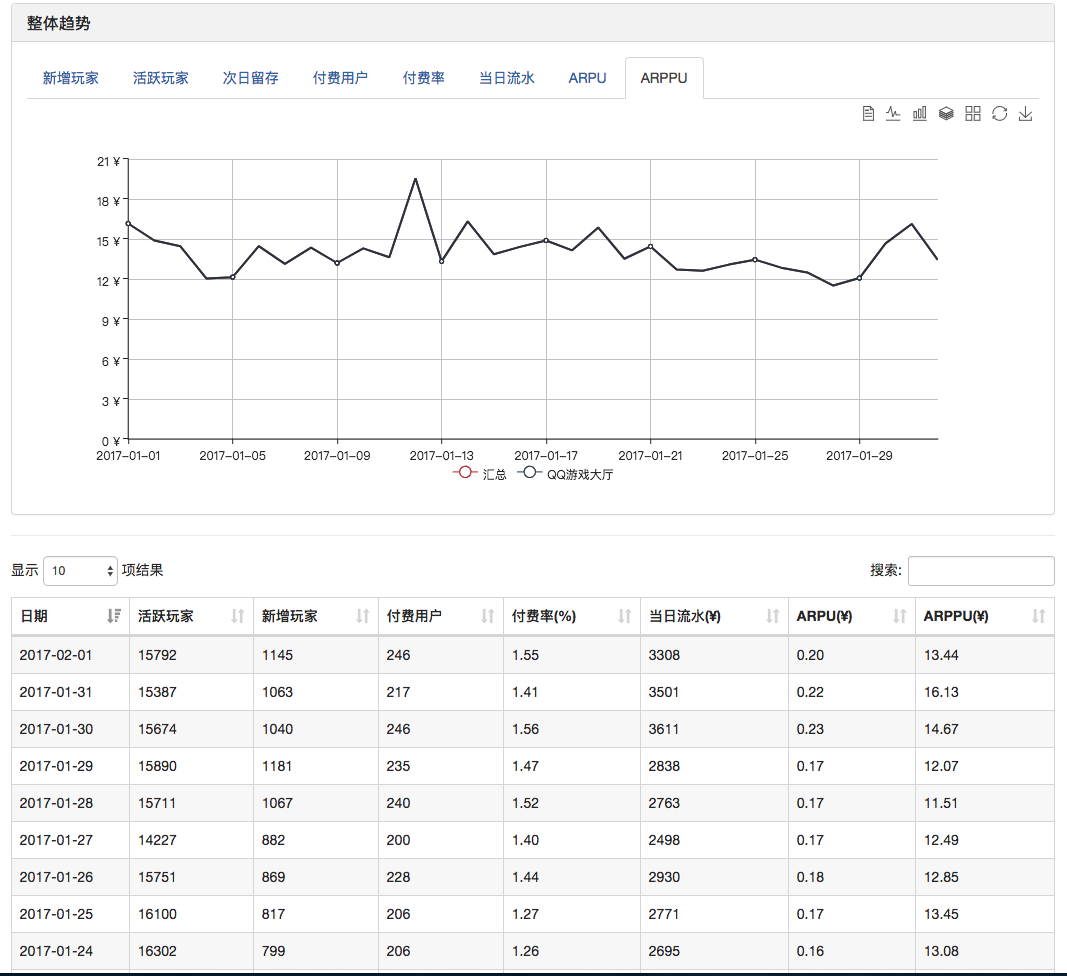 整体趋势
新增玩家 活跃玩家 次日留存 付费用户 付费率 当日流水 ARPU ARPPU
21 ¥
18 ¥
15 ¥
12 ¥
9 ¥
6 ¥
3 ¥
0 ¥
2017-01-01 2017-01-05 2017-01-09 2017-01-13 2017-01-17 2017-01-21 2017-01-25 2017-01-29
汇总 QQ游戏大厅
显示 10 项结果 搜索:
日期 活跃玩家 新增玩家 付费用户 付费率(%) 当日流水(¥) ARPU(¥) ARPPU(¥)
2017-02-01 15792 1145 246 1.55 3308 0.20 13.44
2017-01-31 15387 1063 217 1.41 3501 0.22 16.13
2017-01-30 15674 1040 246 1.56 3611 0.23 14.67
2017-01-29 15890 1181 235 1.47 2838 0.17 12.07
2017-01-28 15711 1067 240 1.52 2763 0.17 11.51
2017-01-27 14227 882 200 1.40 2498 0.17 12.49
2017-01-26 15751 869 228 1.44 2930 0.18 12.85
2017-01-25 16100 817 206 1.27 2771 0.17 13.45
2017-01-24 16302 799 206 1.26 2695 0.16 13.08